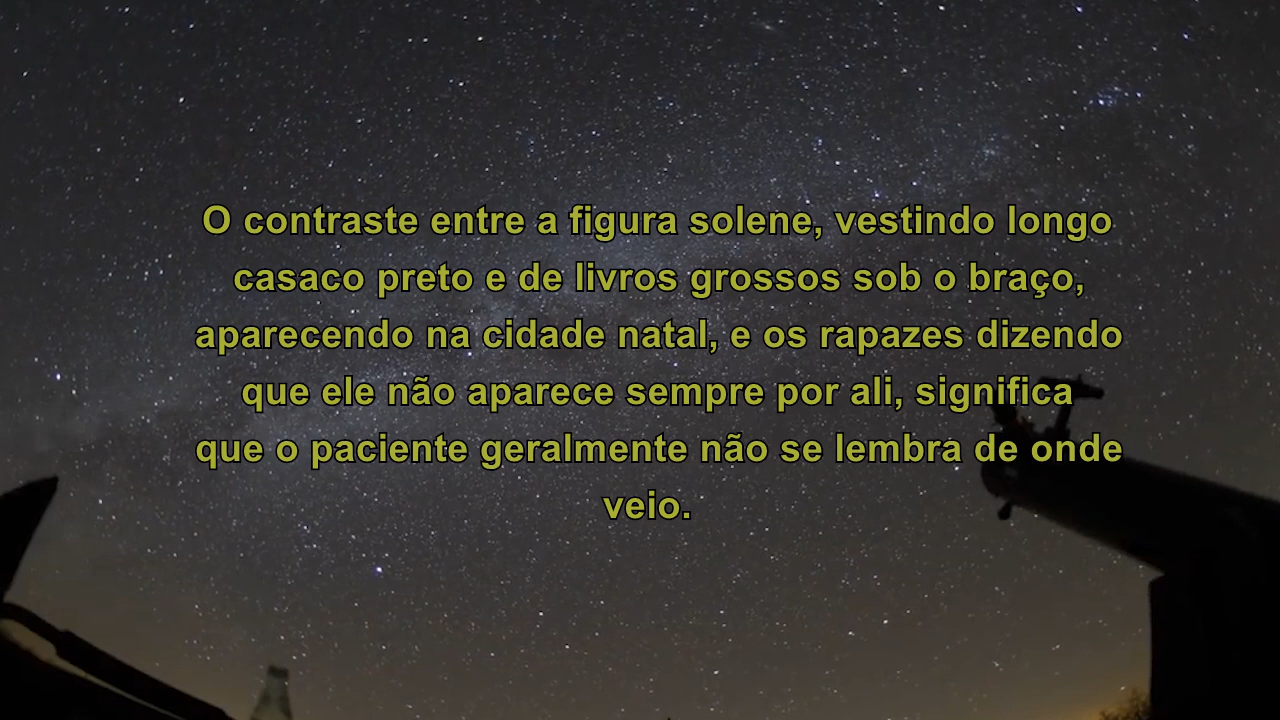 O contraste entre a figura solene, vestindo longo
casaco preto e de livros grossos sob o braço,
aparecendo na cidade natal, e os rapazes dizendo
que ele não aparece sempre por ali, significa
que o paciente geralmente não se lembra de onde
veio.